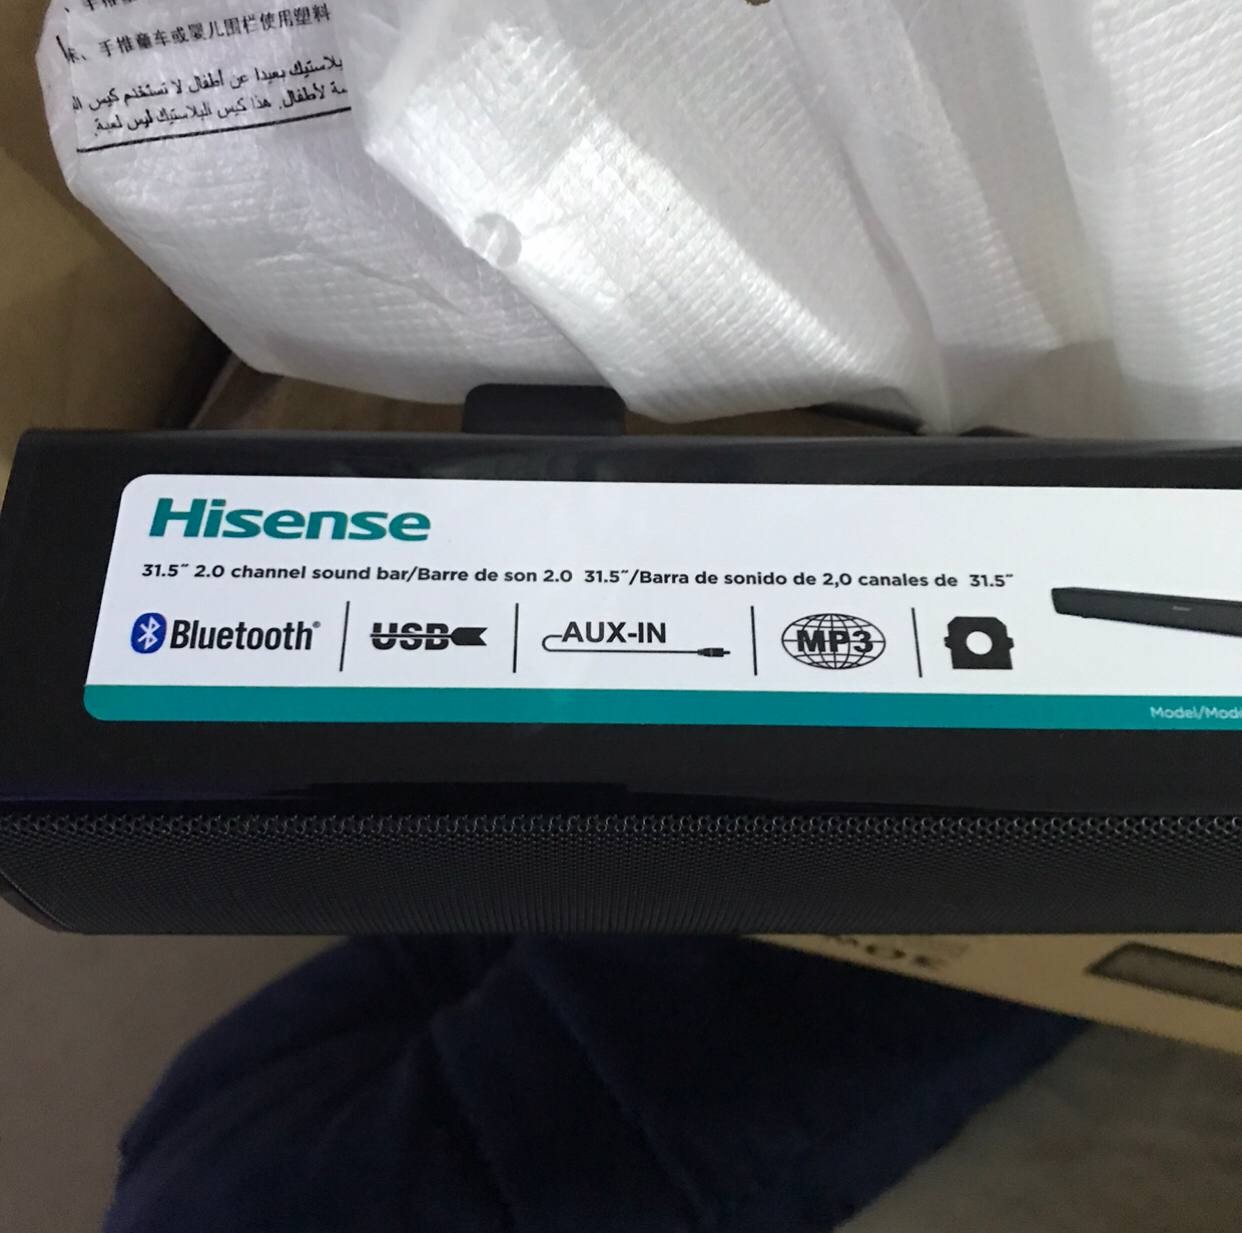 、手推童车或婴儿围栏使用塑料
بلاستيك بعيدا عن أطفال لا تستخدم كيس ال
مة لأطفال. هذا كيس البلاستيك ليس لعبة.
Hisense
31.5″ 2.0 channel sound bar/Barre de son 2.0 31.5″/Barra de sonido de 2,0 canales de 31.5″
Bluetooth®
USB
AUX-IN
MP3
Model/Mod